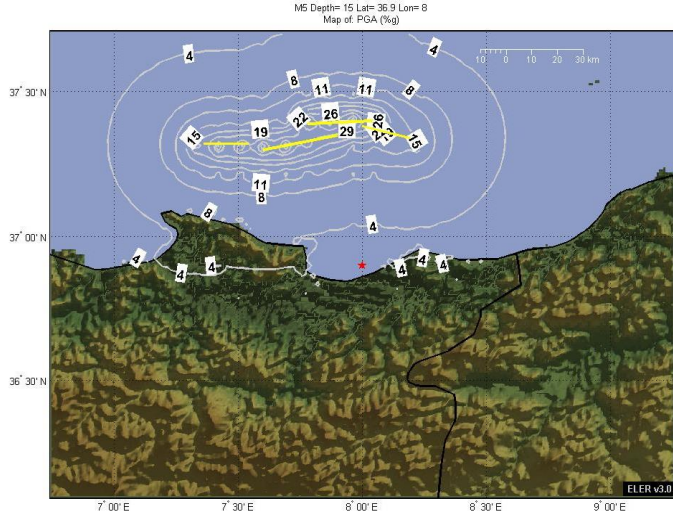 M5 Depth= 15 Lat= 36.9 Lon= 8
Map of: PGA (%g)
4
4
8
8
11
11
10 0 10 20 30 km
37° 30' N
22
26
26
19
15
29
15
11
8
8
4
37° 00' N
4
4
4
4
4
4
4
36° 30' N
ELER v3.0
7° 00' E
7° 30' E
8° 00' E
8° 30' E
9° 00' E